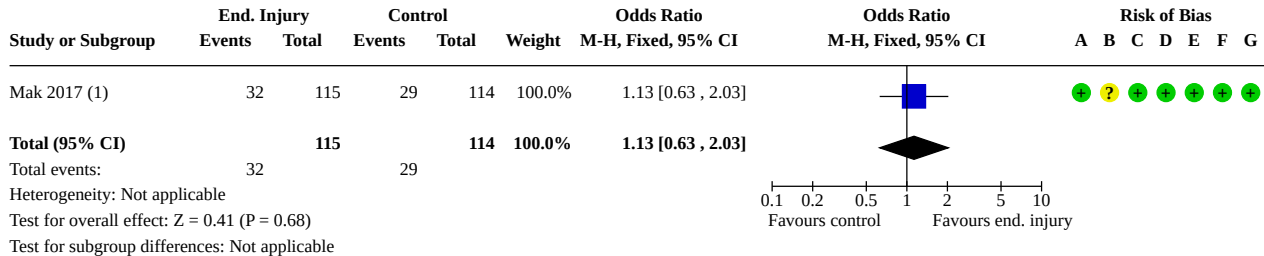 End. Injury Control Odds Ratio Odds Ratio Risk of Bias
Study or Subgroup Events Total Events Total Weight M-H, Fixed, 95% CI M-H, Fixed, 95% CI A B C D E F G
Mak 2017 (1) 32 115 29 114 100.0% 1.13 [0.63 , 2.03] + ? + + + + +
Total (95% CI) 115 114 100.0% 1.13 [0.63 , 2.03]
Total events: 32 29
Heterogeneity: Not applicable
0.1 0.2 0.5 1 2 5 10
Test for overall effect: Z = 0.41 (P = 0.68)
Favours control Favours end. injury
Test for subgroup differences: Not applicable